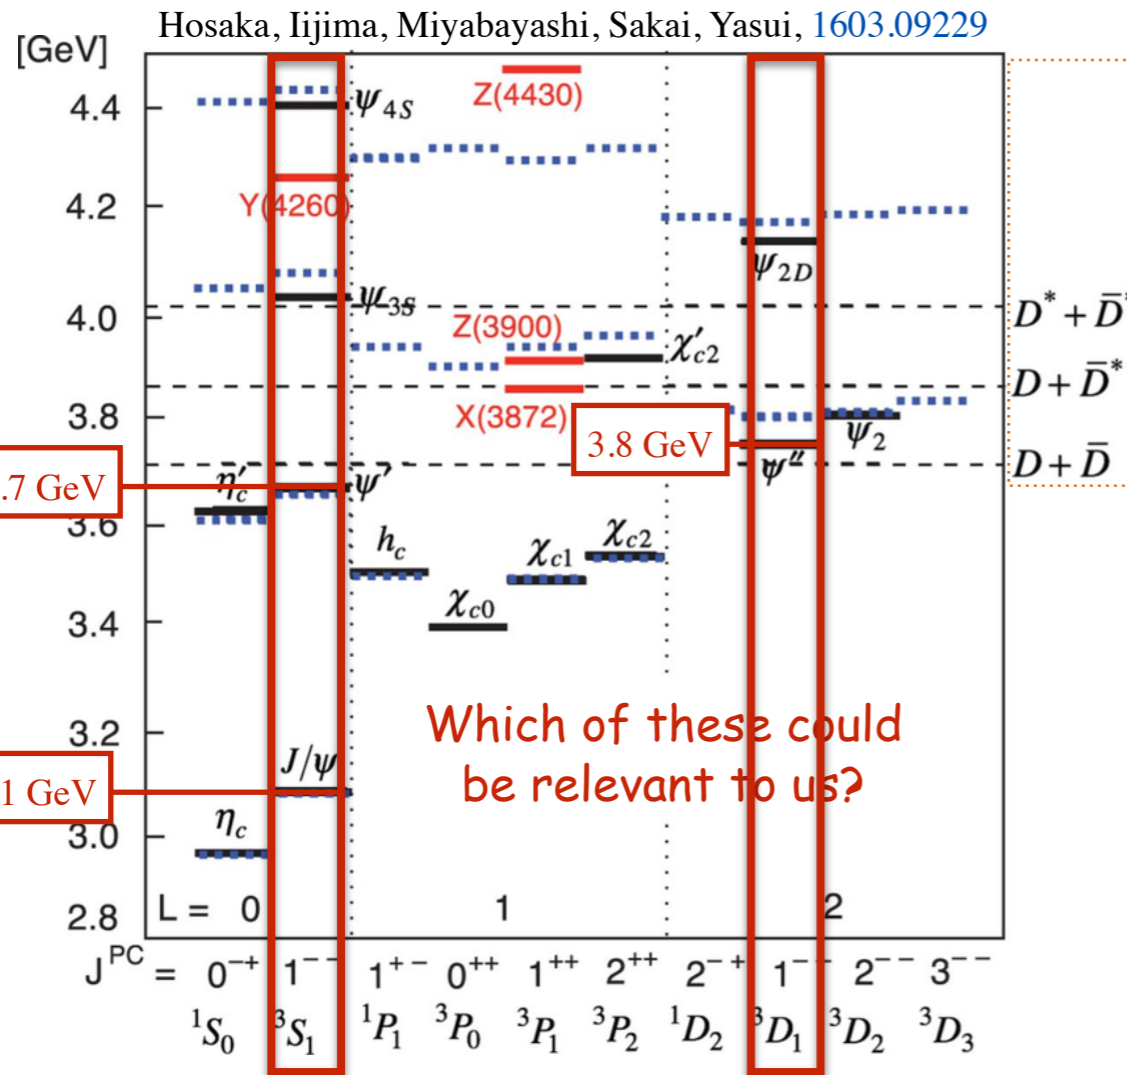 Hosaka, Iijima, Miyabayashi, Sakai, Yasui, 1603.09229
[GeV]
4.4
4.2
4.0
3.8
3.6
3.4
3.2
3.0
2.8
ψ4S
Z(4430)
Y(4260)
ψ2D
ψ3S
D* + D̄*
Z(3900)
χ′c2
D + D̄*
X(3872)
3.8 GeV
ψ2
ψ″
D + D̄
.7 GeV
η′c
ψ′
hc
χc0
χc1
χc2
Which of these could
be relevant to us?
J/ψ
1 GeV
ηc
L = 0 1 2
J^PC = 0⁻⁺ 1⁻⁻ 1⁺⁻ 0⁺⁺ 1⁺⁺ 2⁺⁺ 2⁻⁺ 1⁻⁻ 2⁻⁻ 3⁻⁻
¹S₀ ³S₁ ¹P₁ ³P₀ ³P₁ ³P₂ ¹D₂ ³D₁ ³D₂ ³D₃